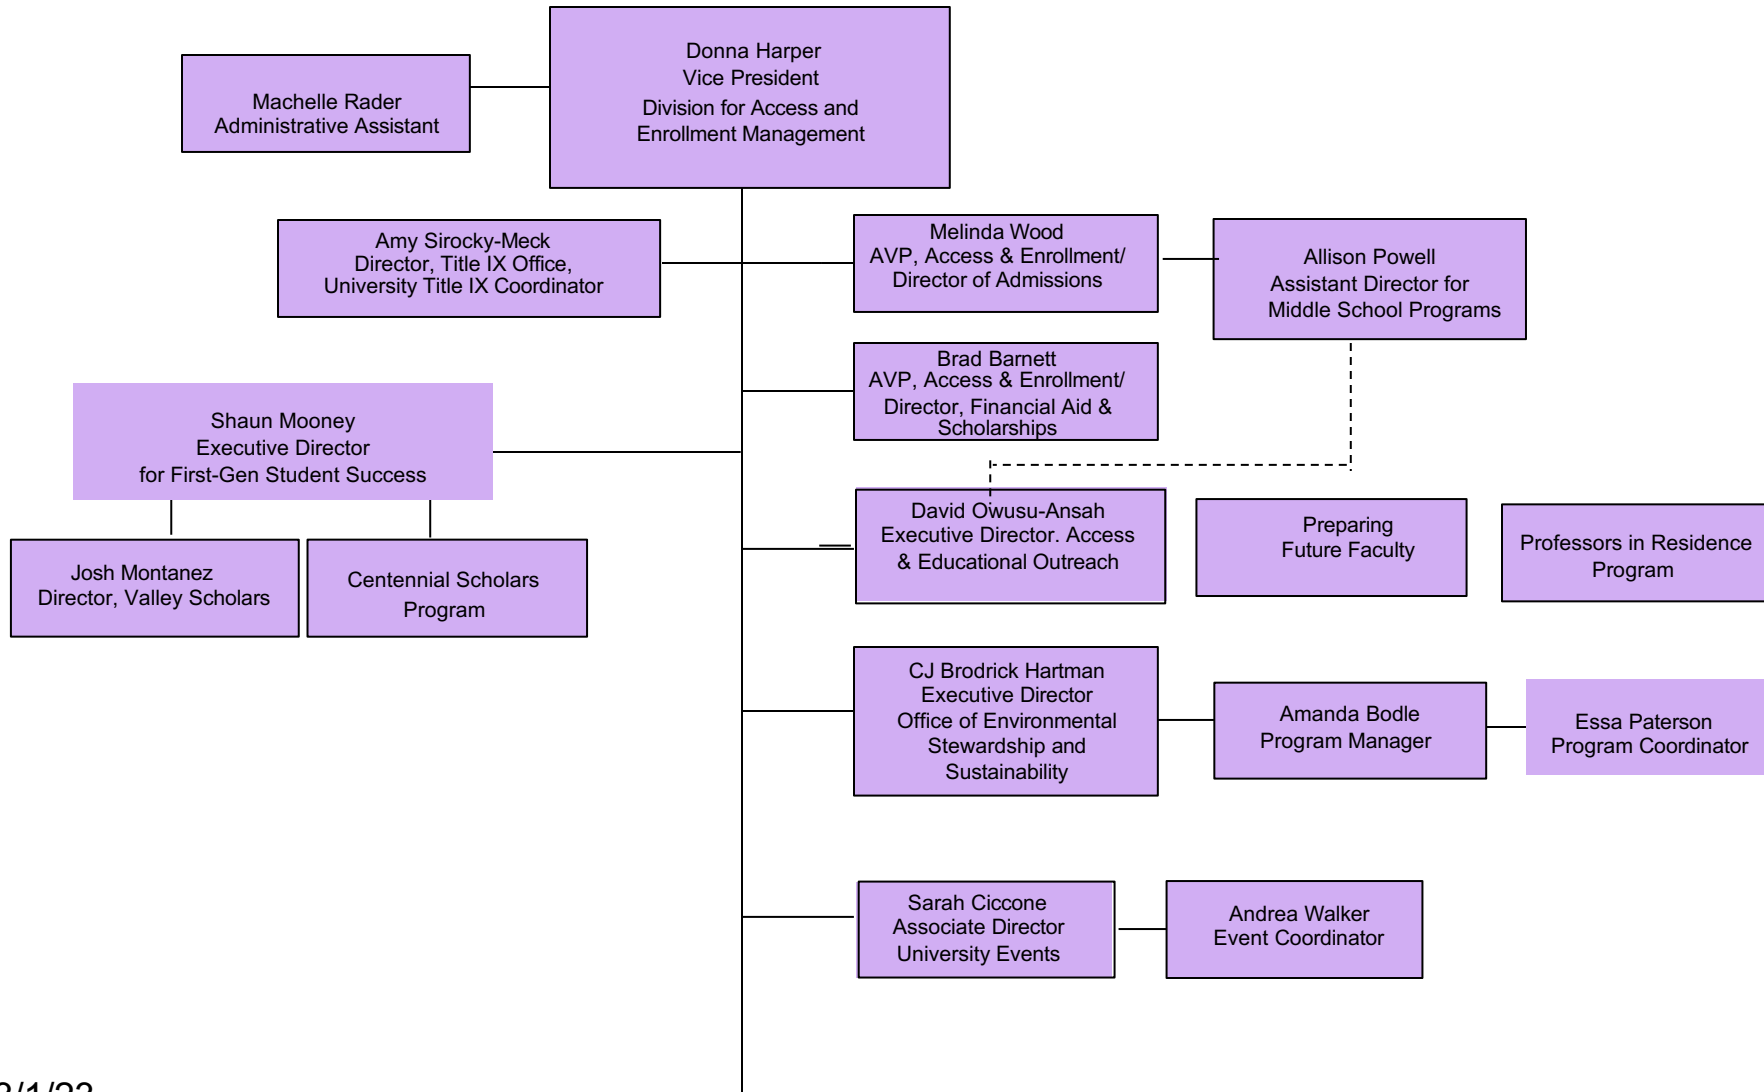 Donna Harper
Vice President
Division for Access and
Enrollment Management
Machelle Rader
Administrative Assistant
Amy Sirocky-Meck
Director, Title IX Office,
University Title IX Coordinator
Melinda Wood
AVP, Access & Enrollment/
Director of Admissions
Allison Powell
Assistant Director for
Middle School Programs
Brad Barnett
AVP, Access & Enrollment/
Director, Financial Aid &
Scholarships
Shaun Mooney
Executive Director
for First-Gen Student Success
Josh Montanez
Director, Valley Scholars
Centennial Scholars
Program
David Owusu-Ansah
Executive Director. Access
& Educational Outreach
Preparing
Future Faculty
Professors in Residence
Program
CJ Brodrick Hartman
Executive Director
Office of Environmental
Stewardship and
Sustainability
Amanda Bodle
Program Manager
Essa Paterson
Program Coordinator
Sarah Ciccone
Associate Director
University Events
Andrea Walker
Event Coordinator